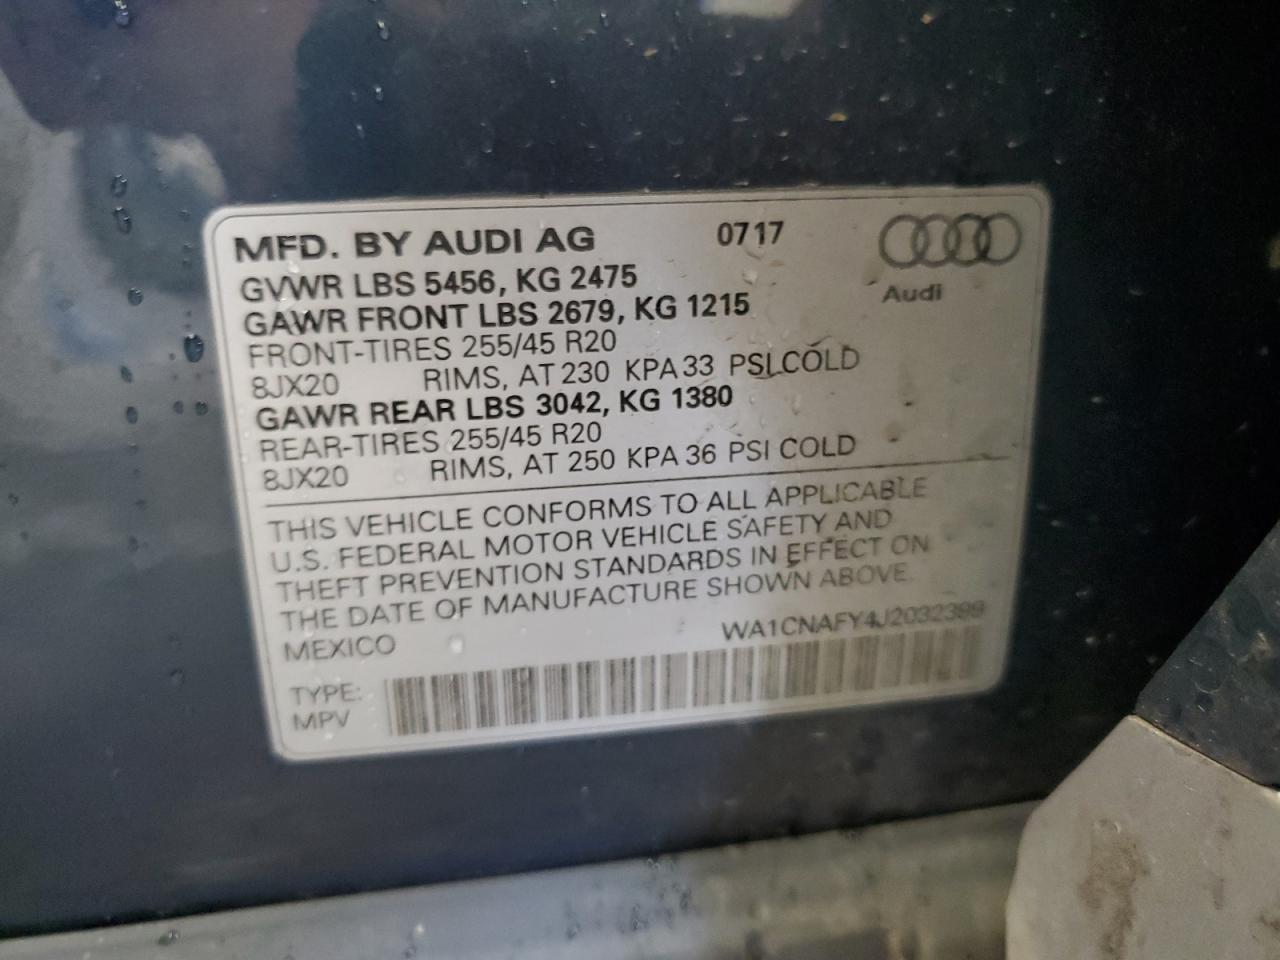 MFD. BY AUDI AG 0717
GVWR LBS 5456, KG 2475
Audi
GAWR FRONT LBS 2679, KG 1215
FRONT-TIRES 255/45 R20
8JX20 RIMS, AT 230 KPA 33 PSI COLD
GAWR REAR LBS 3042, KG 1380
REAR-TIRES 255/45 R20
8JX20 RIMS, AT 250 KPA 36 PSI COLD
THIS VEHICLE CONFORMS TO ALL APPLICABLE
U.S. FEDERAL MOTOR VEHICLE SAFETY AND
THEFT PREVENTION STANDARDS IN EFFECT ON
THE DATE OF MANUFACTURE SHOWN ABOVE.
MEXICO WA1CNAFY4J2032399
TYPE:
MPV